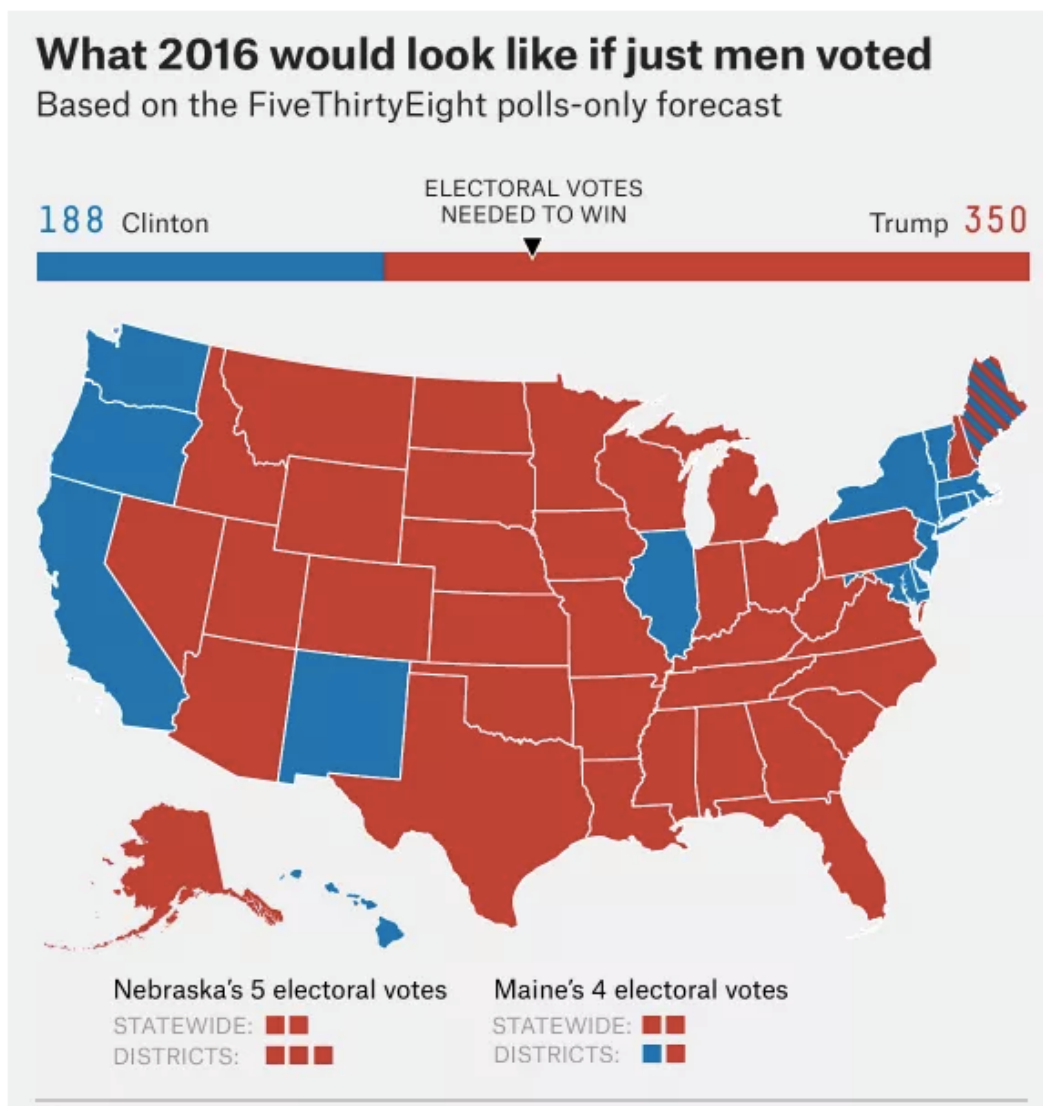 What 2016 would look like if just men voted
Based on the FiveThirtyEight polls-only forecast
ELECTORAL VOTES
NEEDED TO WIN
188 Clinton
Trump 350
Nebraska's 5 electoral votes
STATEWIDE:
DISTRICTS:
Maine's 4 electoral votes
STATEWIDE:
DISTRICTS: